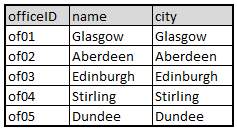 officeID name city
of01 Glasgow Glasgow
of02 Aberdeen Aberdeen
of03 Edinburgh Edinburgh
of04 Stirling Stirling
of05 Dundee Dundee